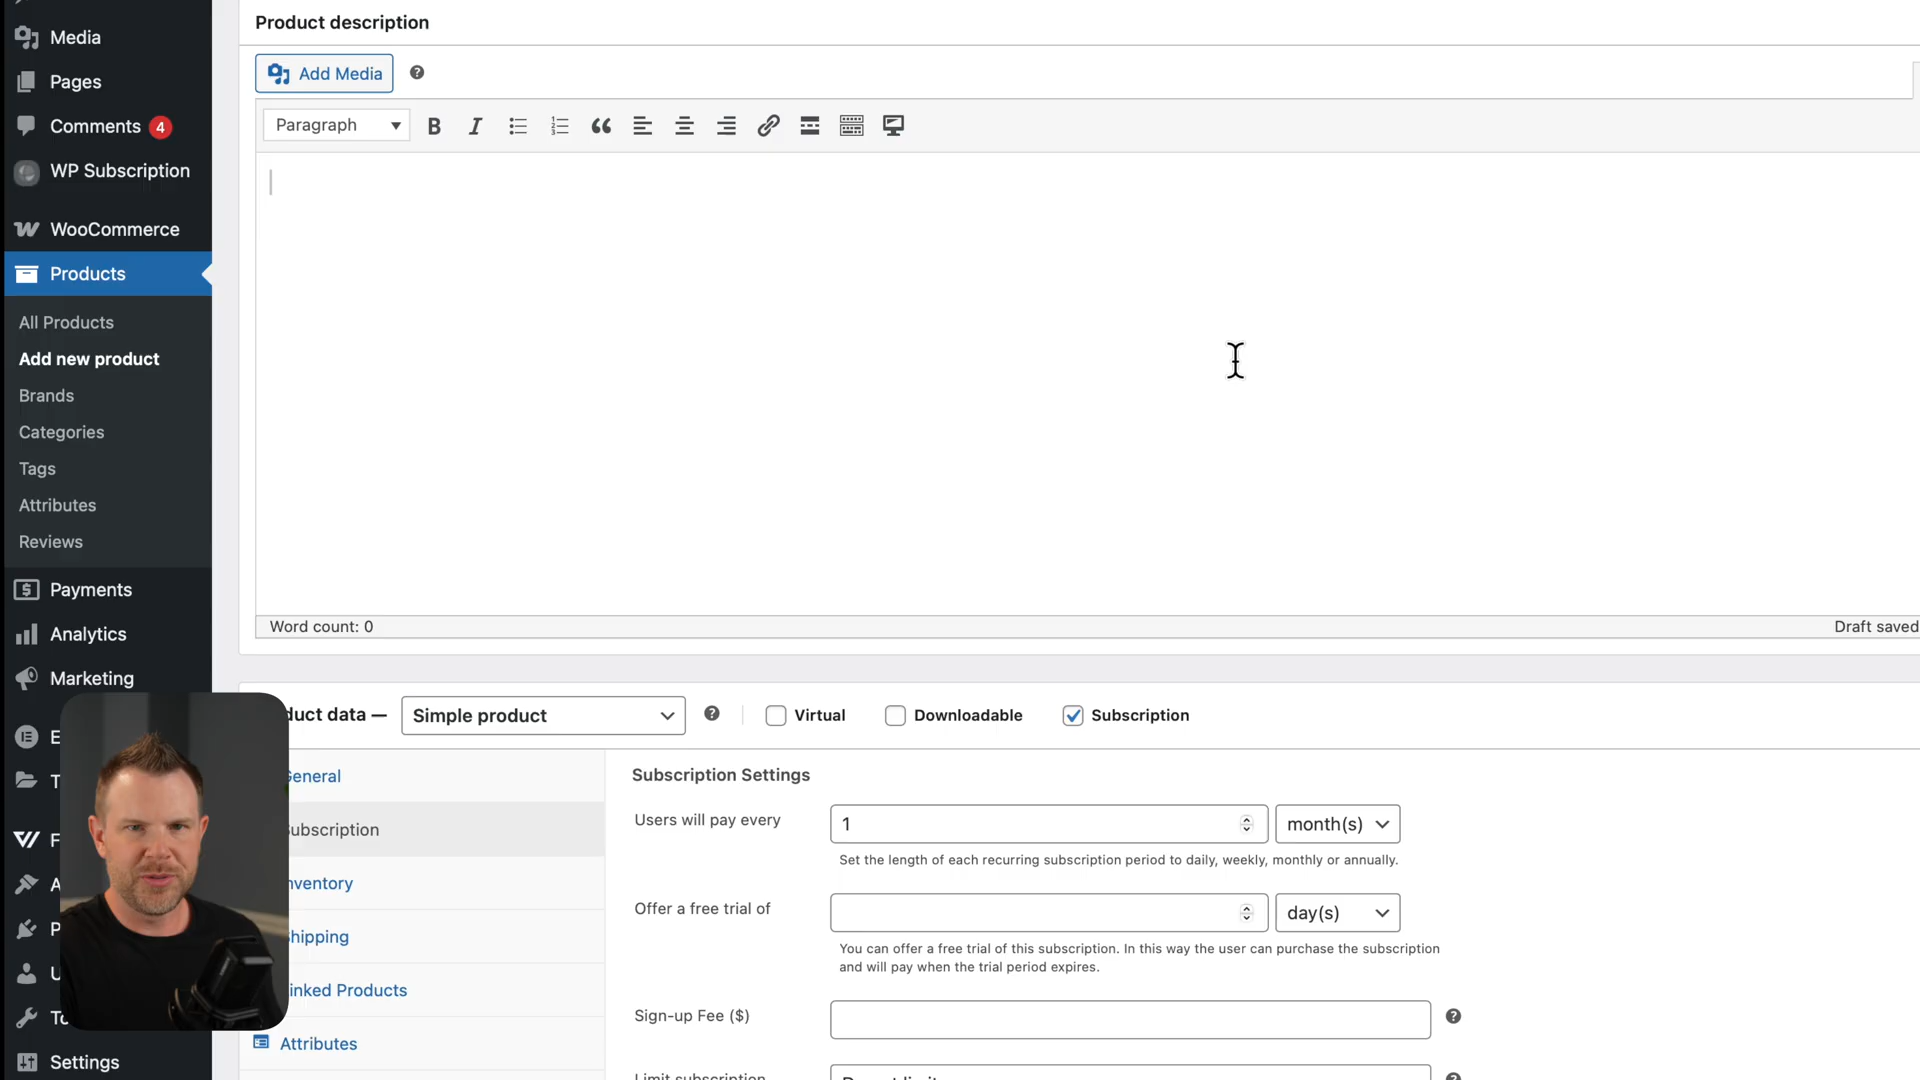 Media
Pages
Comments 4
WP Subscription
WooCommerce
Products
All Products
Add new product
Brands
Categories
Tags
Attributes
Reviews
Payments
Analytics
Marketing
Settings
Product description
Add Media
Paragraph
Word count: 0
Draft saved
duct data —
Simple product
Virtual
Downloadable
Subscription
General
Subscription
Inventory
Shipping
Linked Products
Attributes
Subscription Settings
Users will pay every
1
month(s)
Set the length of each recurring subscription period to daily, weekly, monthly or annually.
Offer a free trial of
day(s)
You can offer a free trial of this subscription. In this way the user can purchase the subscription
and will pay when the trial period expires.
Sign-up Fee ($)
Limit subscription